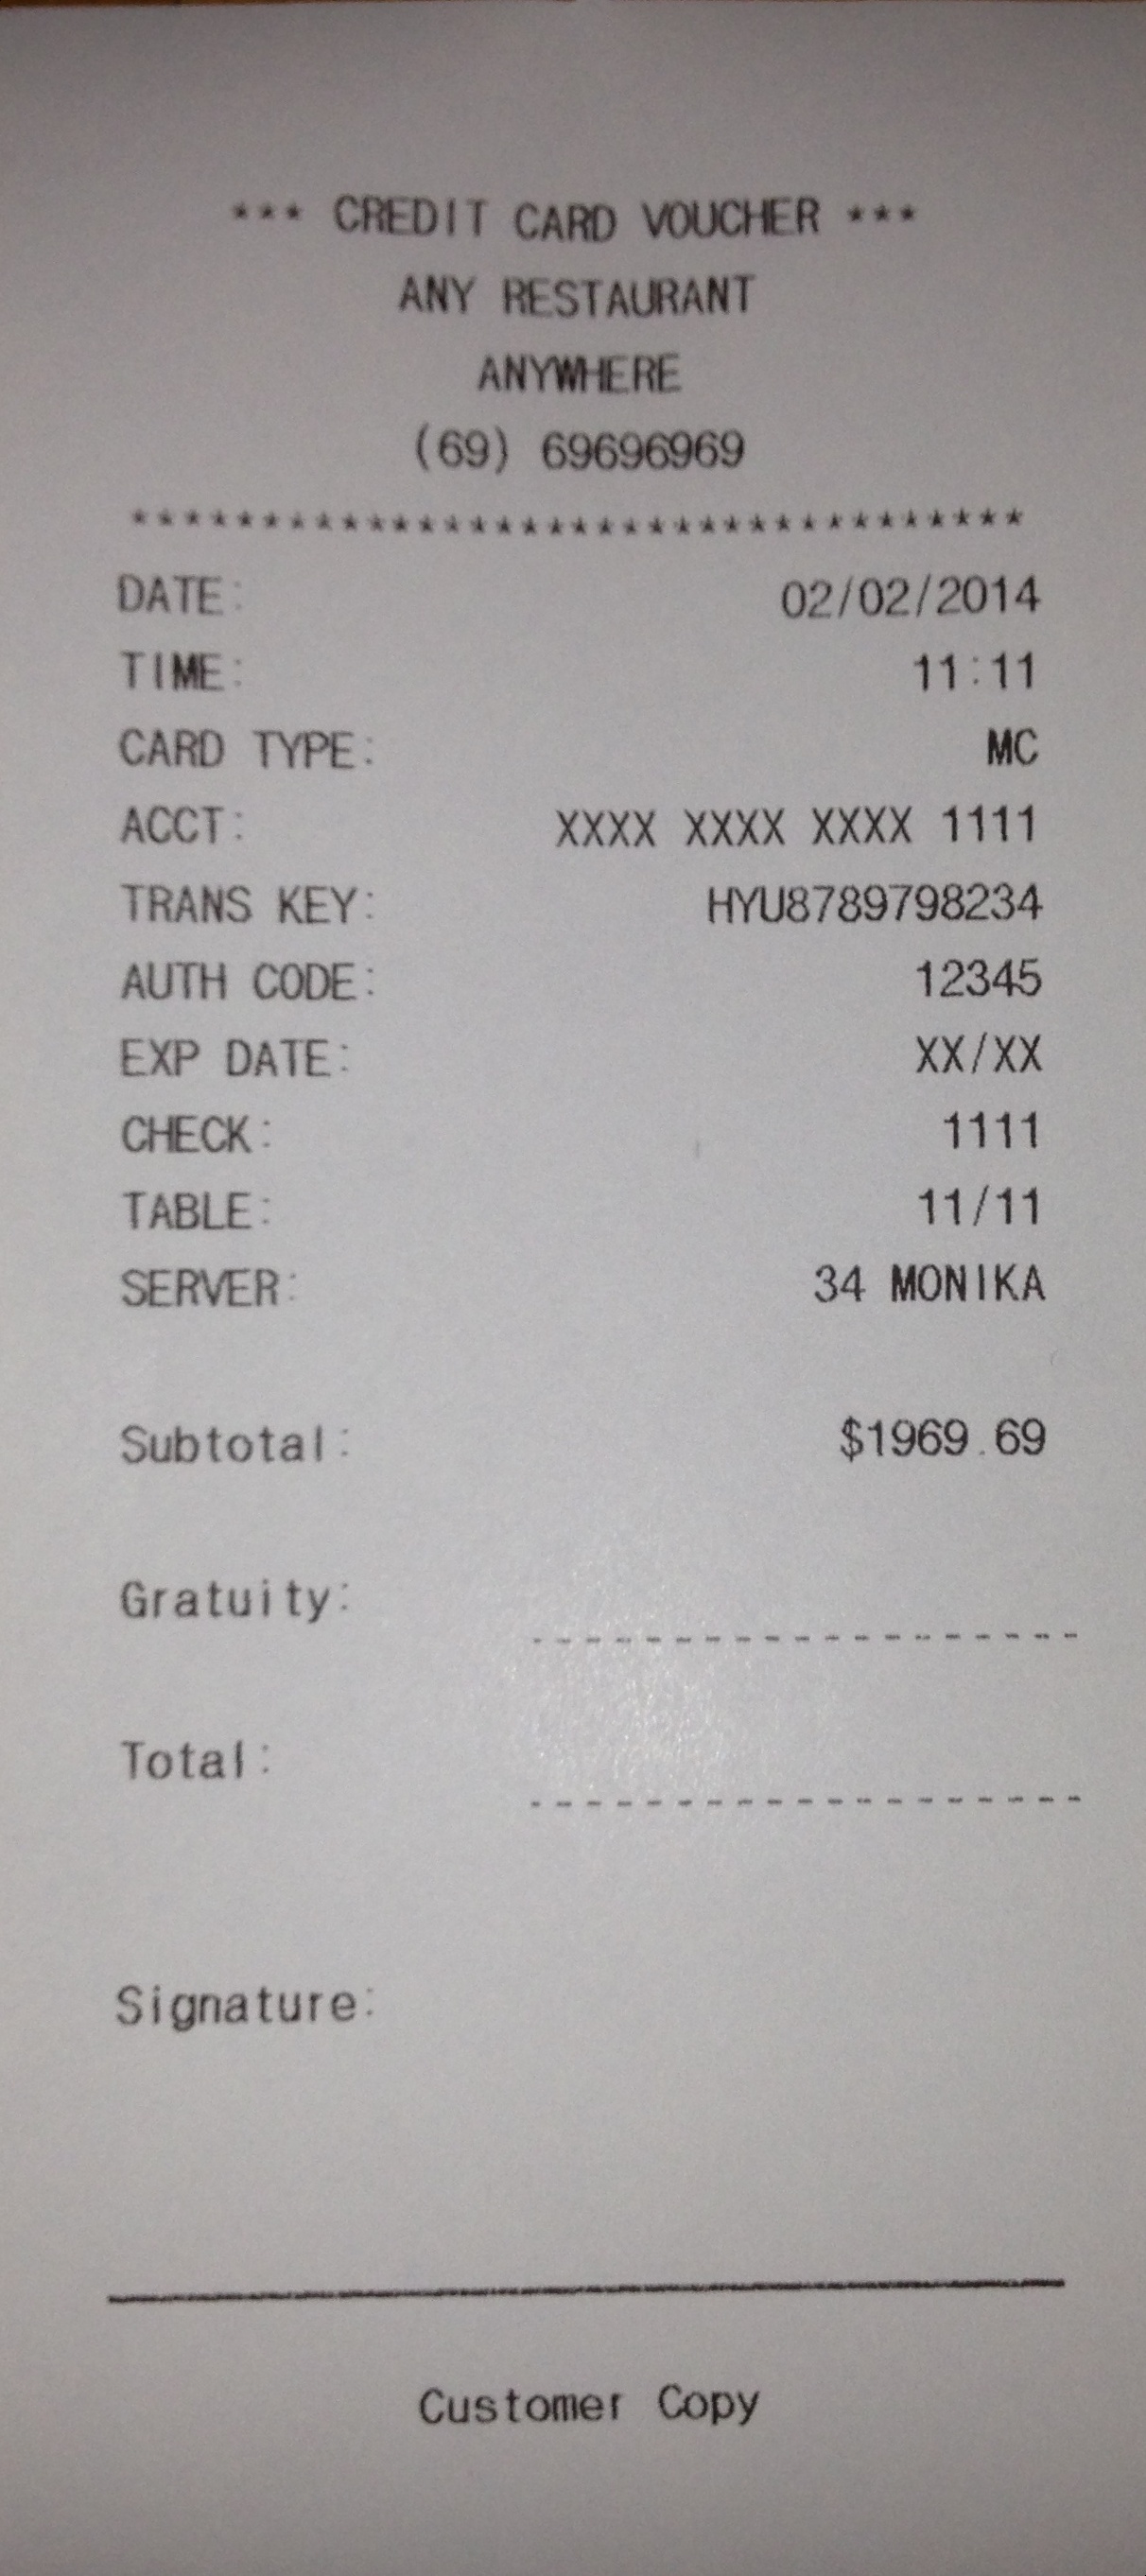 *** CREDIT CARD VOUCHER ***
ANY RESTAURANT
ANYWHERE
(69) 69696969
***********************************
DATE: 02/02/2014
TIME: 11:11
CARD TYPE: MC
ACCT: XXXX XXXX XXXX 1111
TRANS KEY: HYU8789798234
AUTH CODE: 12345
EXP DATE: XX/XX
CHECK: 1111
TABLE: 11/11
SERVER: 34 MONIKA
Subtotal: $1969.69
Gratuity:
Total:
Signature:
Customer Copy